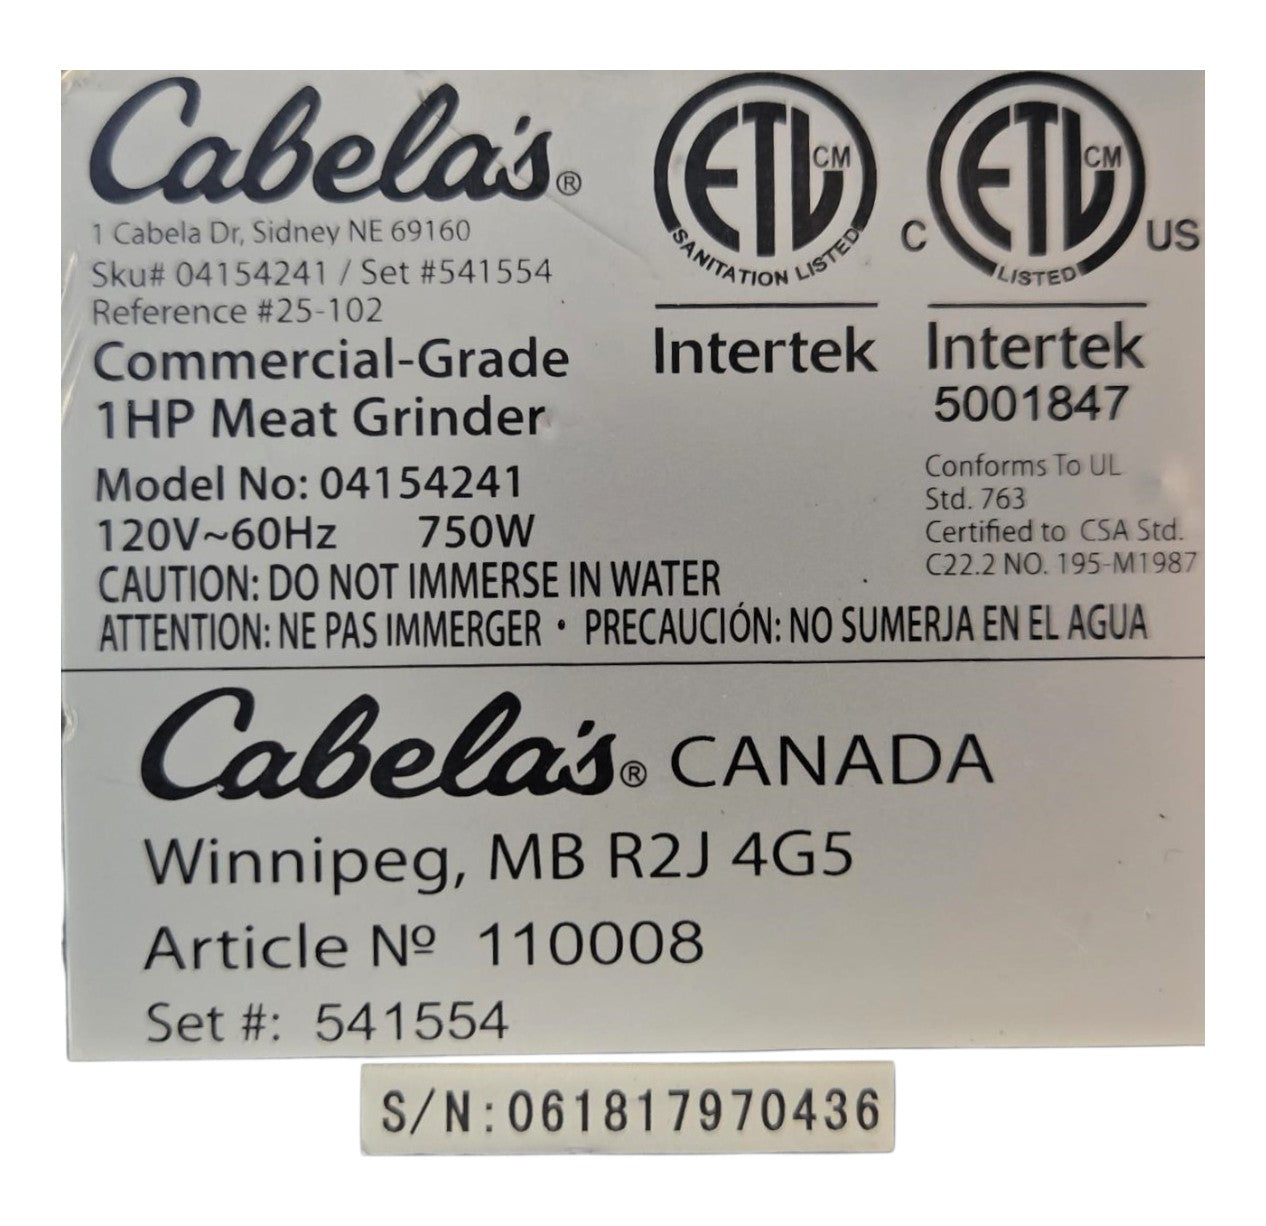 Cabela's®
1 Cabela Dr, Sidney NE 69160
Sku# 04154241 / Set #541554
Reference #25-102
Commercial-Grade
1HP Meat Grinder
Model No: 04154241
120V~60Hz 750W
CAUTION: DO NOT IMMERSE IN WATER
ATTENTION: NE PAS IMMERGER • PRECAUCIÓN: NO SUMERJA EN EL AGUA
ETL CM
SANITATION LISTED
Intertek
C ETL CM US
LISTED
Intertek
5001847
Conforms To UL
Std. 763
Certified to CSA Std.
C22.2 NO. 195-M1987
Cabela's® CANADA
Winnipeg, MB R2J 4G5
Article Nº 110008
Set #: 541554
S/N:061817970436